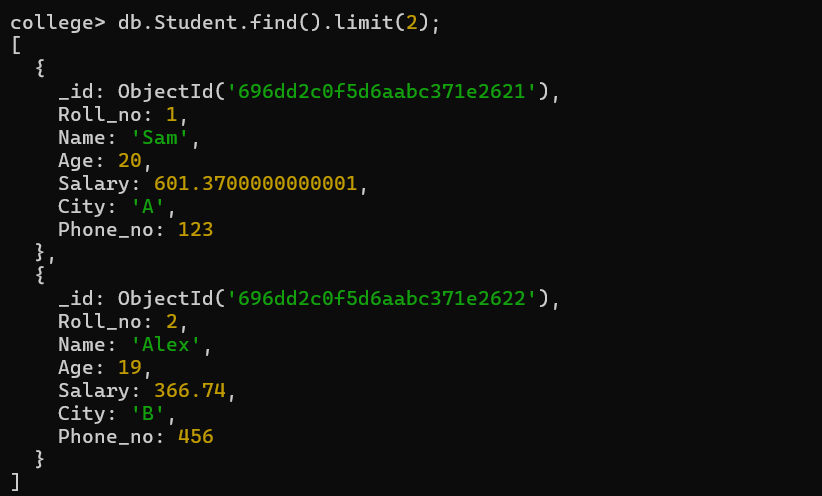 college> db.Student.find().limit(2);
[
  {
    _id: ObjectId('696dd2c0f5d6aabc371e2621'),
    Roll_no: 1,
    Name: 'Sam',
    Age: 20,
    Salary: 601.3700000000001,
    City: 'A',
    Phone_no: 123
  },
  {
    _id: ObjectId('696dd2c0f5d6aabc371e2622'),
    Roll_no: 2,
    Name: 'Alex',
    Age: 19,
    Salary: 366.74,
    City: 'B',
    Phone_no: 456
  }
]